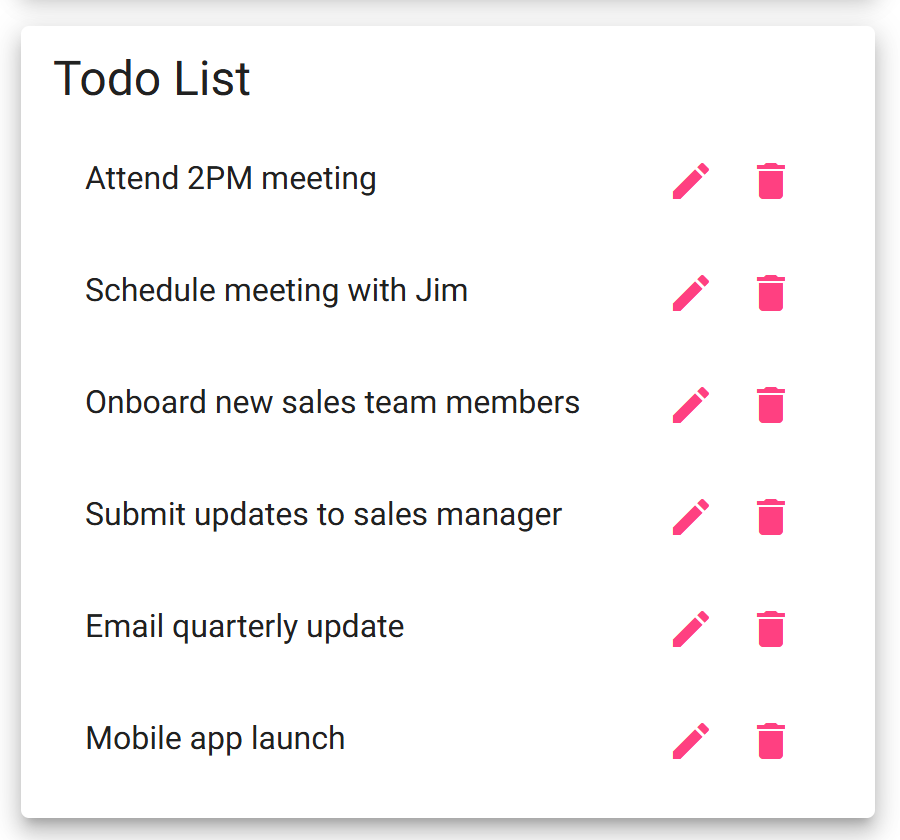 Todo List
Attend 2PM meeting
Schedule meeting with Jim
Onboard new sales team members
Submit updates to sales manager
Email quarterly update
Mobile app launch